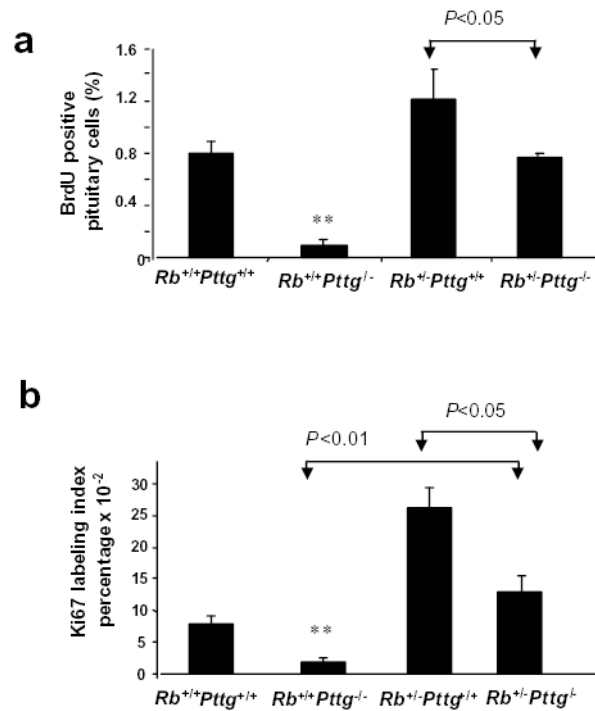 a
P<0.05
BrdU positive
pituitary cells (%)
1.6
1.2
0.8
0.4
0
**
Rb+/+Pttg+/+ Rb+/+Pttg-/- Rb+/-Pttg+/+ Rb+/-Pttg-/-
b
P<0.05
P<0.01
Ki67 labeling index
percentage x 10-2
30
25
20
15
10
5
0
**
Rb+/+Pttg+/+ Rb+/+Pttg-/- Rb+/-Pttg+/+ Rb+/-Pttg-/-